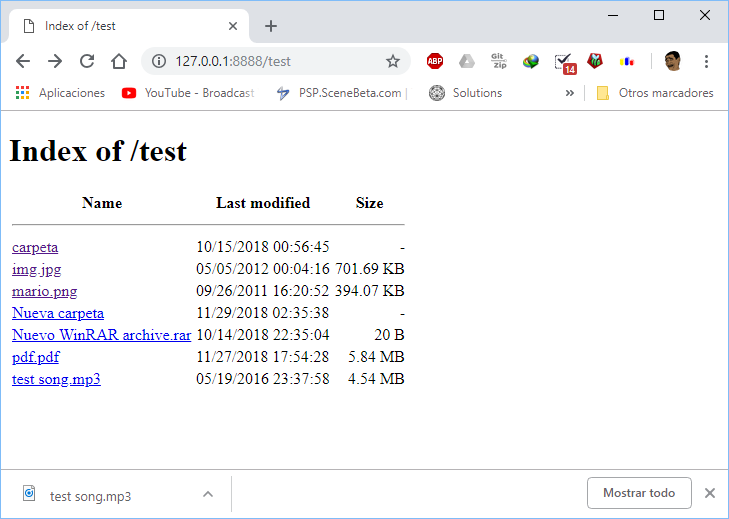 Index of /test
127.0.0.1:8888/test
ABP
Git
Zip
14
Aplicaciones
YouTube - Broadcast
PSP.SceneBeta.com |
Solutions
»
Otros marcadores
Index of /test
Name Last modified Size
carpeta 10/15/2018 00:56:45 -
img.jpg 05/05/2012 00:04:16 701.69 KB
mario.png 09/26/2011 16:20:52 394.07 KB
Nueva carpeta 11/29/2018 02:35:38 -
Nuevo WinRAR archive.rar 10/14/2018 22:35:04 20 B
pdf.pdf 11/27/2018 17:54:28 5.84 MB
test song.mp3 05/19/2016 23:37:58 4.54 MB
test song.mp3
Mostrar todo